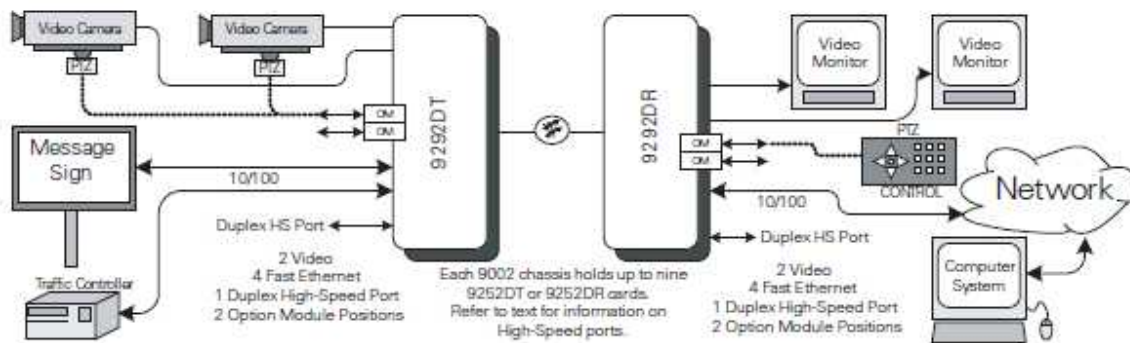 Video Camera
Video Camera
PTZ
PTZ
OM
OM
9292DT
9292DR
OM
OM
Video
Monitor
Video
Monitor
PTZ
CONTROL
Message
Sign
10/100
10/100
Network
Duplex HS Port
Duplex HS Port
Traffic Controller
2 Video
4 Fast Ethernet
1 Duplex High-Speed Port
2 Option Module Positions
Each 9002 chassis holds up to nine
9252DT or 9252DR cards.
Refer to text for information on
High-Speed ports.
2 Video
4 Fast Ethernet
1 Duplex High-Speed Port
2 Option Module Positions
Computer
System